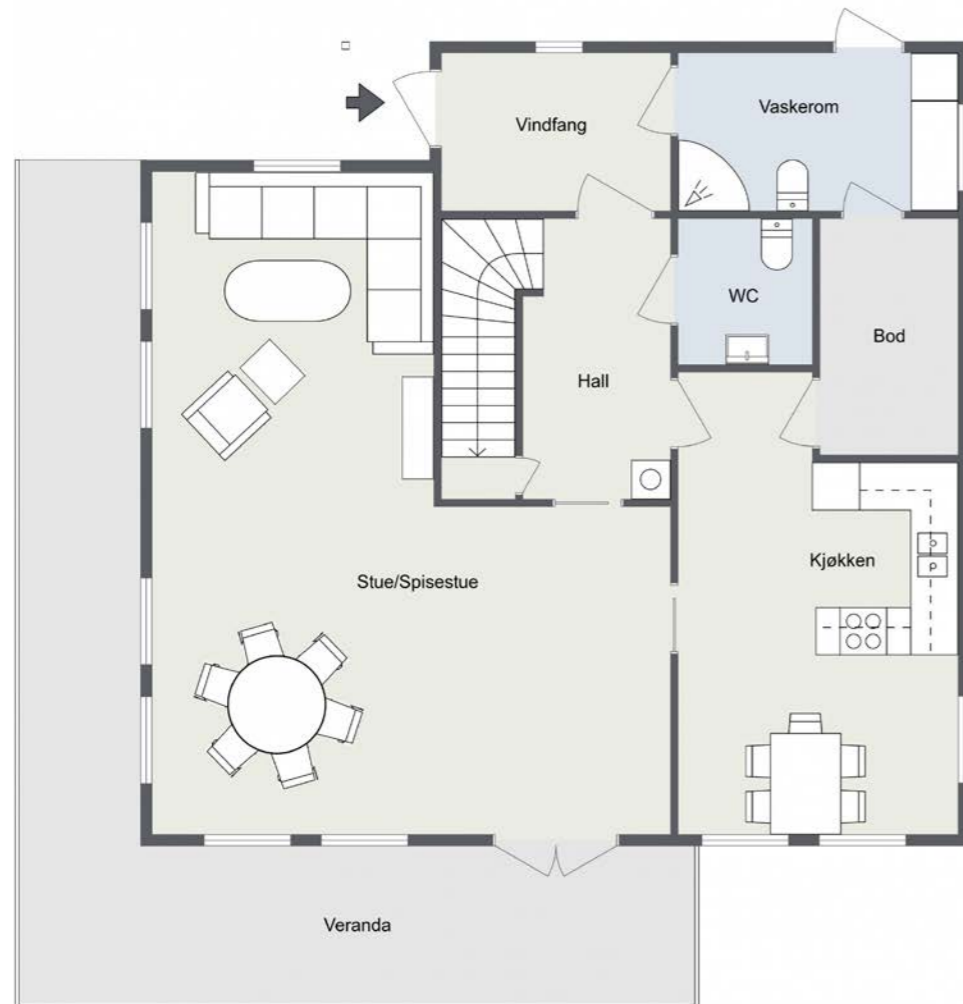 Vindfang
Vaskerom
WC
Bod
Hall
Kjøkken
Stue/Spisestue
Veranda